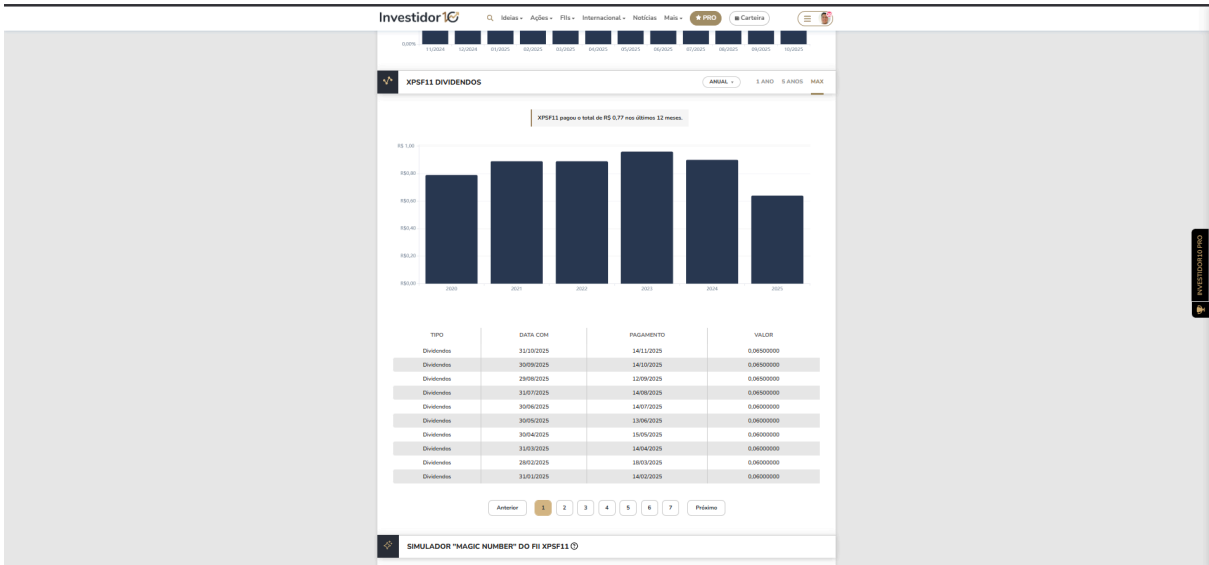 Investidor10 Ideias Ações FIIs Internacional Notícias Mais PRO Carteira
0,00%
11/2024 12/2024 01/2025 02/2025 03/2025 04/2025 05/2025 06/2025 07/2025 08/2025 09/2025 10/2025
XPSF11 DIVIDENDOS ANUAL 1 ANO 5 ANOS MAX
XPSF11 pagou o total de R$ 0,77 nos últimos 12 meses.
R$ 1,00
R$0,80
R$0,60
R$0,40
R$0,20
R$0,00
2020 2021 2022 2023 2024 2025
INVESTIDOR10 PRO
TIPO DATA COM PAGAMENTO VALOR
Dividendos 31/10/2025 14/11/2025 0,06500000
Dividendos 30/09/2025 14/10/2025 0,06500000
Dividendos 29/08/2025 12/09/2025 0,06500000
Dividendos 31/07/2025 14/08/2025 0,06500000
Dividendos 30/06/2025 14/07/2025 0,06000000
Dividendos 30/05/2025 13/06/2025 0,06000000
Dividendos 30/04/2025 15/05/2025 0,06000000
Dividendos 31/03/2025 14/04/2025 0,06000000
Dividendos 28/02/2025 18/03/2025 0,06000000
Dividendos 31/01/2025 14/02/2025 0,06000000
Anterior 1 2 3 4 5 6 7 Próximo
SIMULADOR "MAGIC NUMBER" DO FII XPSF11